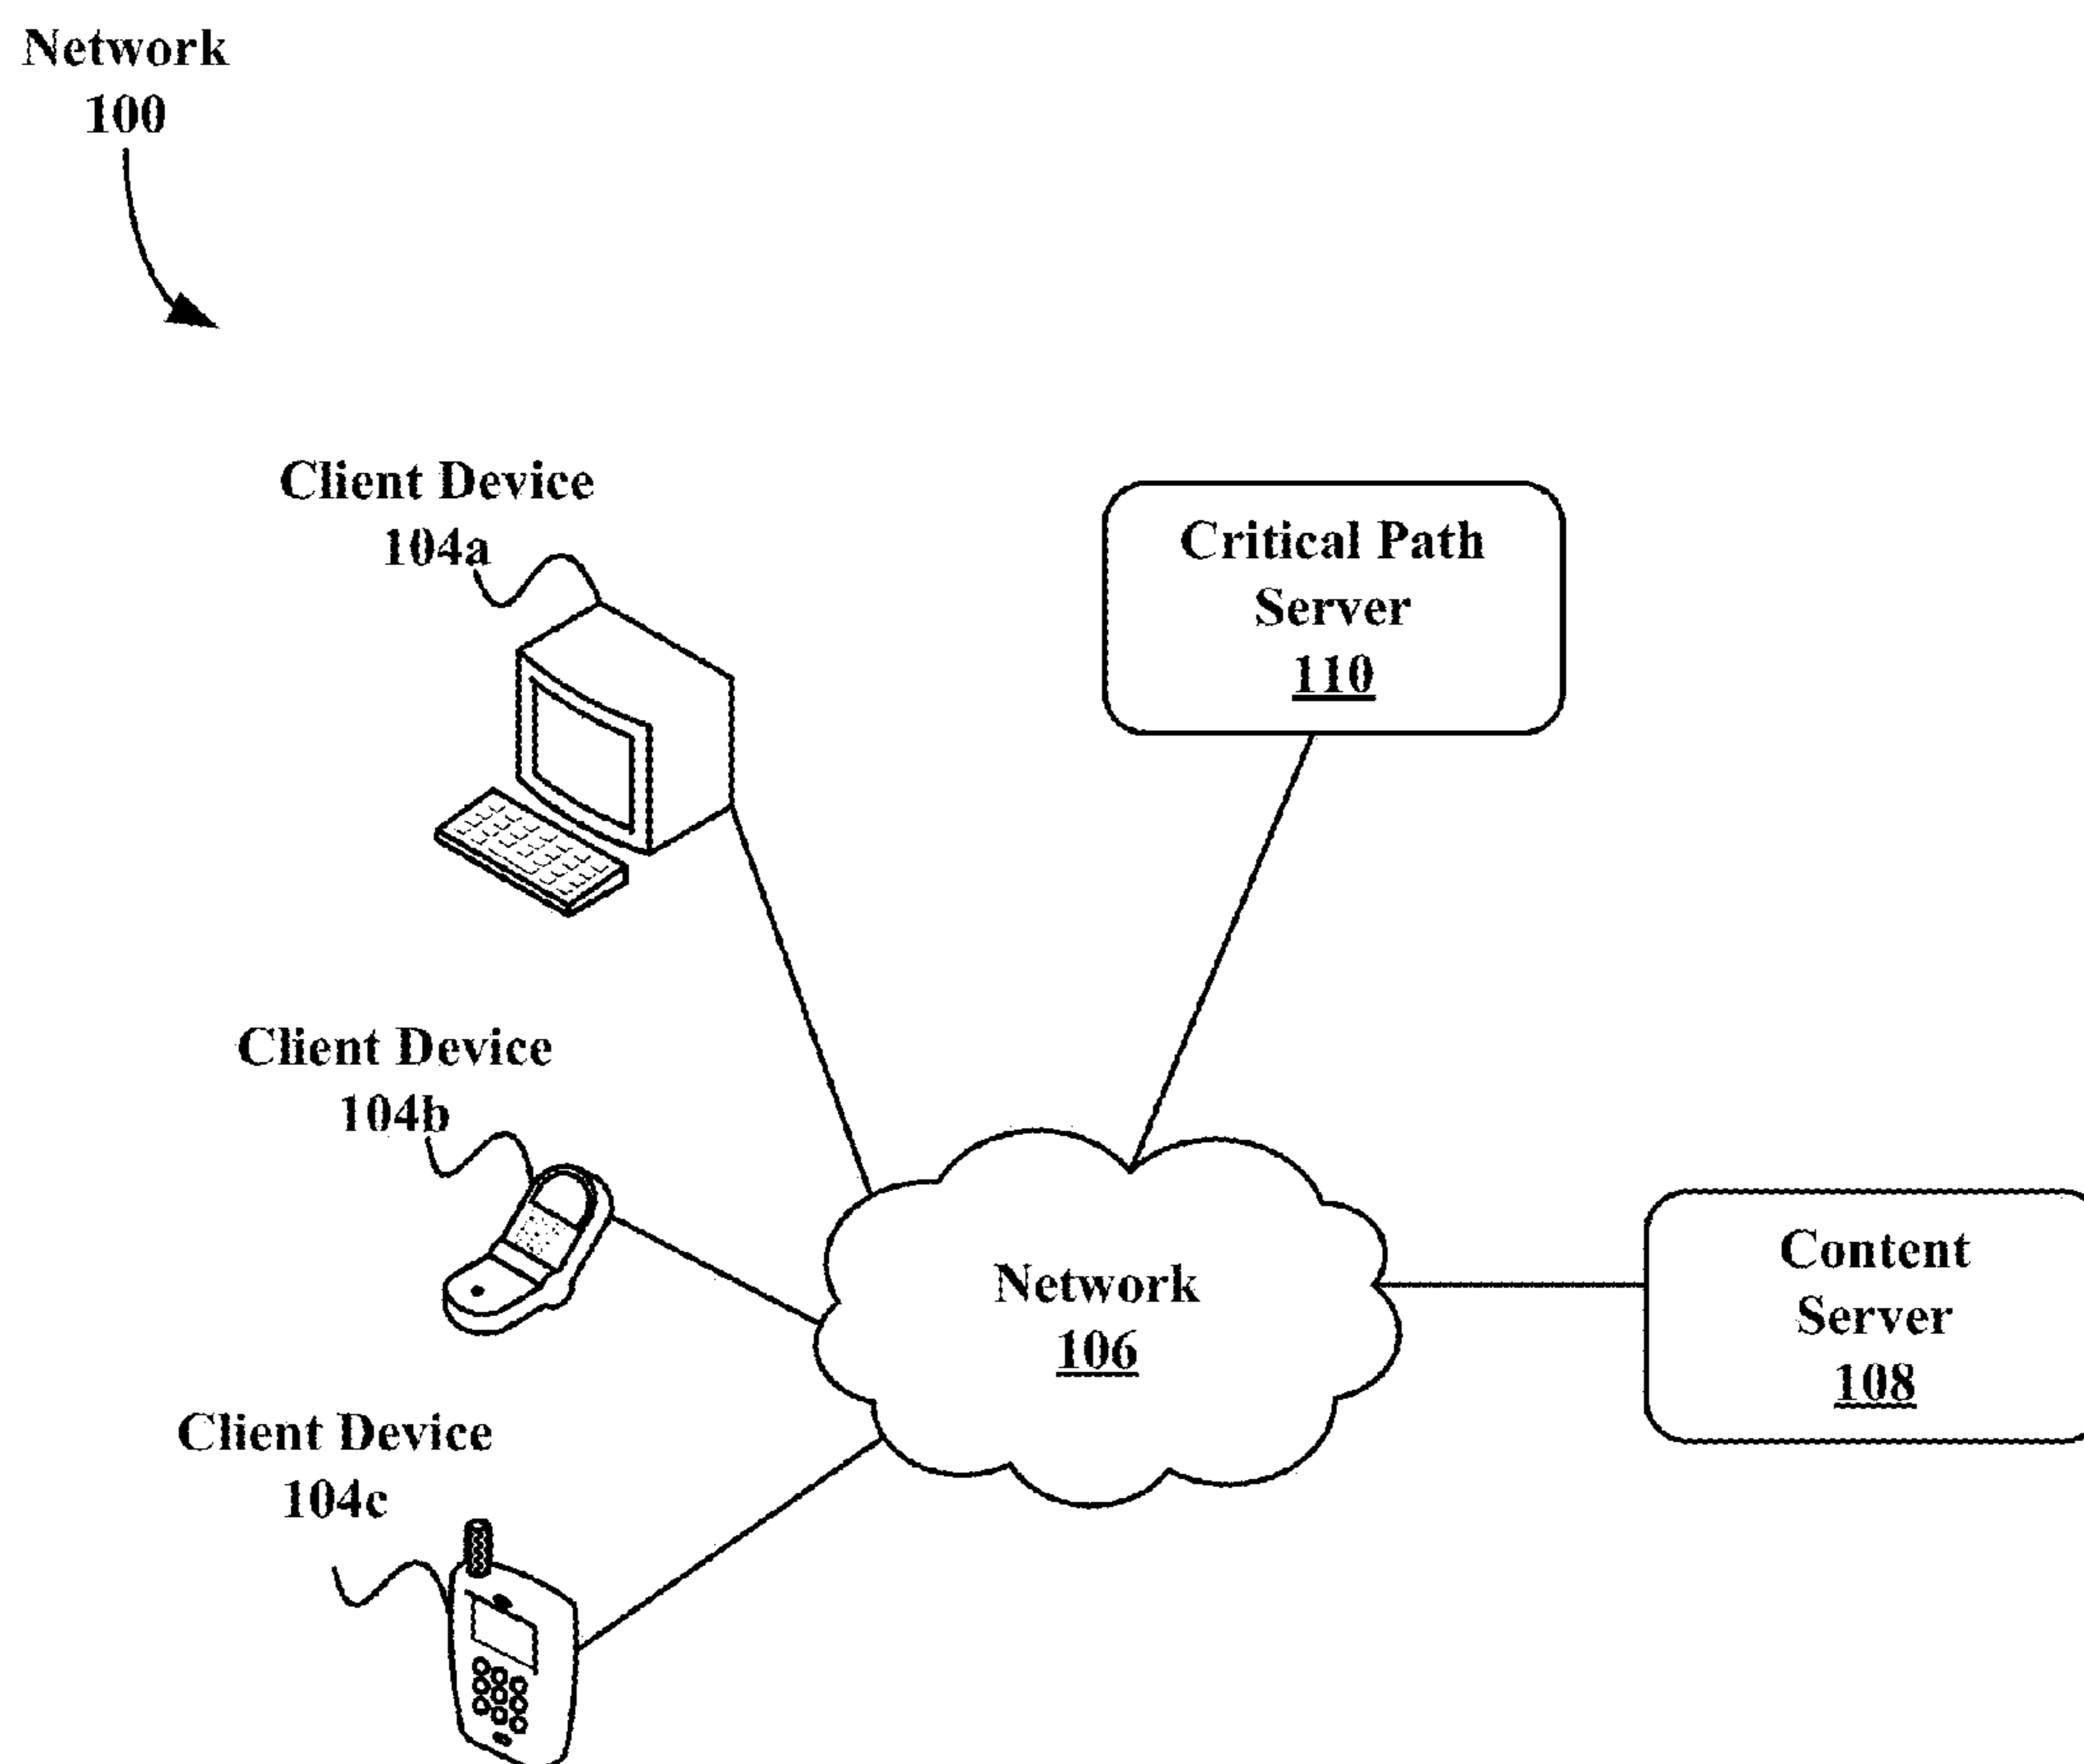 Network
100
Client Device
104a
Critical Path
Server
110
Client Device
104b
Network
106
Content
Server
108
Client Device
104c